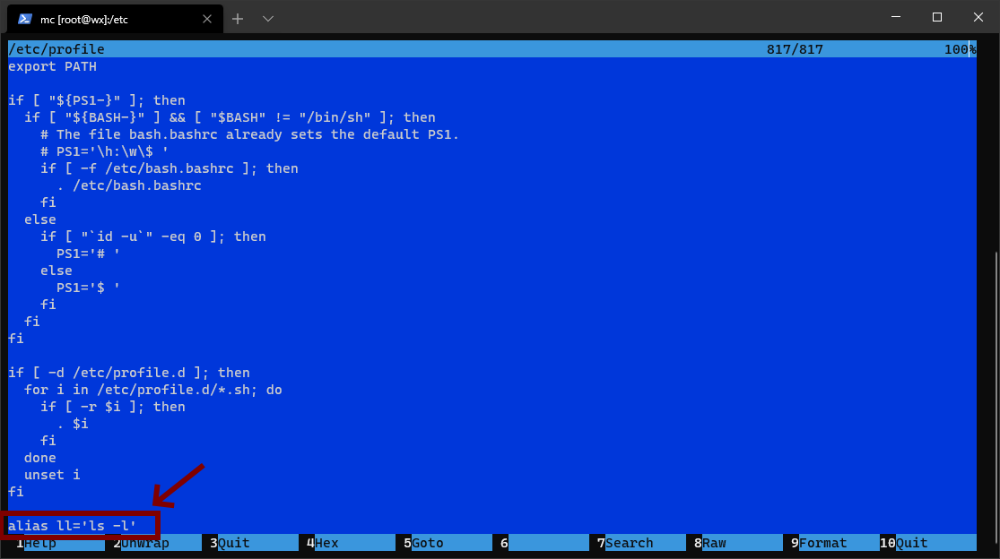 mc [root@wx]:/etc
/etc/profile 817/817 100%
export PATH
if [ "${PS1-}" ]; then
  if [ "${BASH-}" ] && [ "$BASH" != "/bin/sh" ]; then
    # The file bash.bashrc already sets the default PS1.
    # PS1='\h:\w\$ '
    if [ -f /etc/bash.bashrc ]; then
      . /etc/bash.bashrc
    fi
  else
    if [ "`id -u`" -eq 0 ]; then
      PS1='# '
    else
      PS1='$ '
    fi
  fi
fi
if [ -d /etc/profile.d ]; then
  for i in /etc/profile.d/*.sh; do
    if [ -r $i ]; then
      . $i
    fi
  done
  unset i
fi
alias ll='ls -l'
1Help 2UnWrap 3Quit 4Hex 5Goto 6 7Search 8Raw 9Format 10Quit